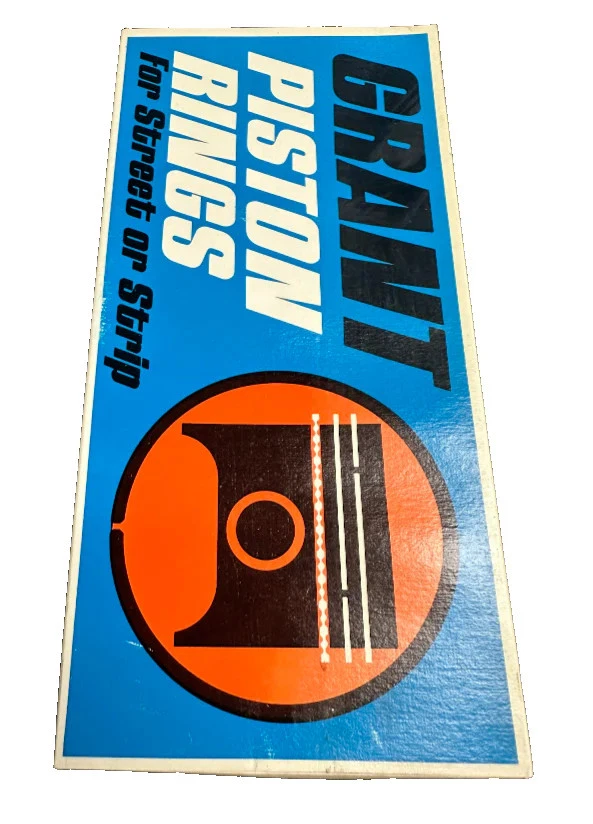 GRANT
PISTON
RINGS
For Street or Strip